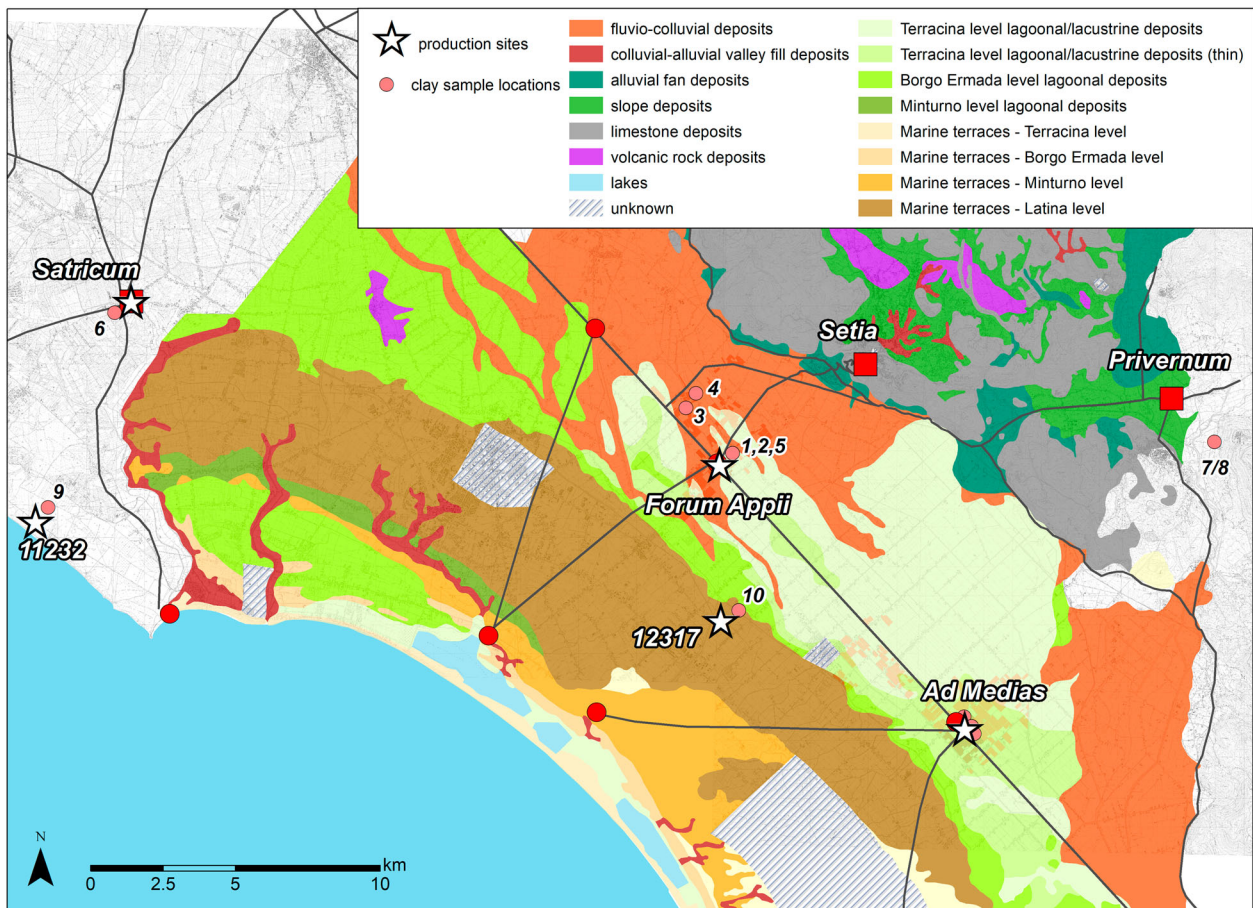 production sites
clay sample locations
fluvio-colluvial deposits
colluvial-alluvial valley fill deposits
alluvial fan deposits
slope deposits
limestone deposits
volcanic rock deposits
lakes
unknown
Terracina level lagoonal/lacustrine deposits
Terracina level lagoonal/lacustrine deposits (thin)
Borgo Ermada level lagoonal deposits
Minturno level lagoonal deposits
Marine terraces - Terracina level
Marine terraces - Borgo Ermada level
Marine terraces - Minturno level
Marine terraces - Latina level
Satricum
6
Setia
Privernum
4
3
1,2,5
7/8
Forum Appii
9
11232
10
12317
Ad Medias
N
km
0 2.5 5 10